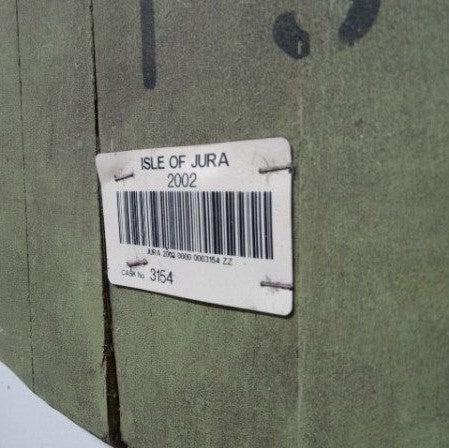 ISLE OF JURA
2002
JURA 2002 0000 0003154 ZZ
CASK No 3154